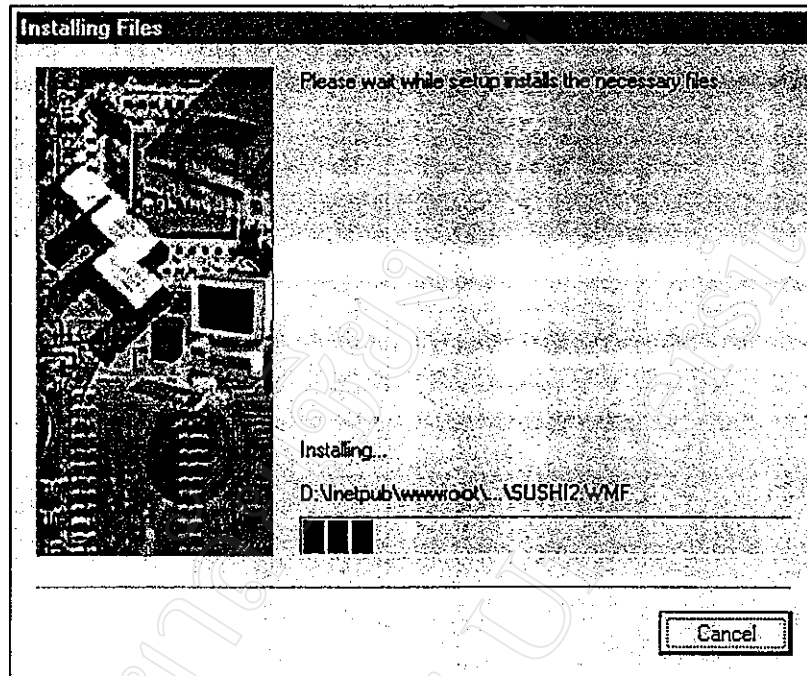 Installing Files
Please wait while setup installs the necessary files.
Installing...
D:\Inetpub\wwwroot\...\SUSHI2.WMF
Cancel